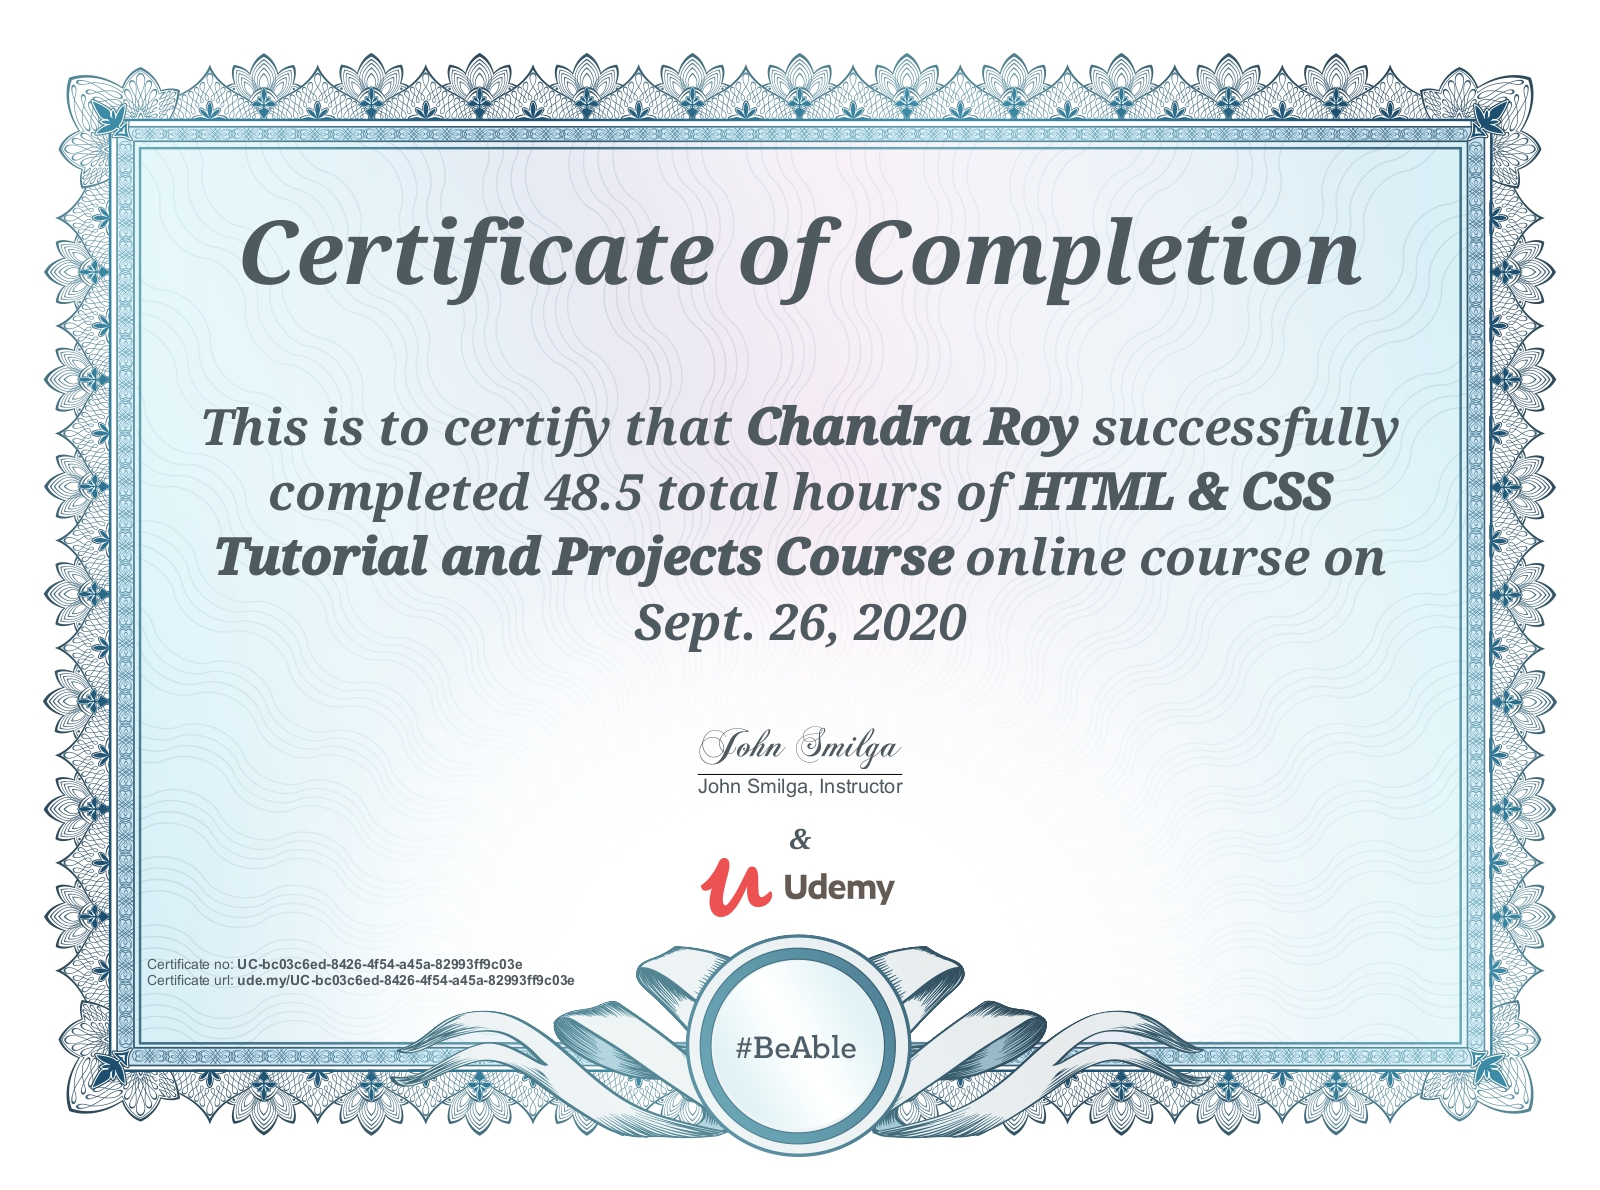 Certificate of Completion
This is to certify that Chandra Roy successfully
completed 48.5 total hours of HTML & CSS
Tutorial and Projects Course online course on
Sept. 26, 2020
John Smilga
John Smilga, Instructor
&
Udemy
Certificate no: UC-bc03c6ed-8426-4f54-a45a-82993ff9c03e
Certificate url: ude.my/UC-bc03c6ed-8426-4f54-a45a-82993ff9c03e
#BeAble